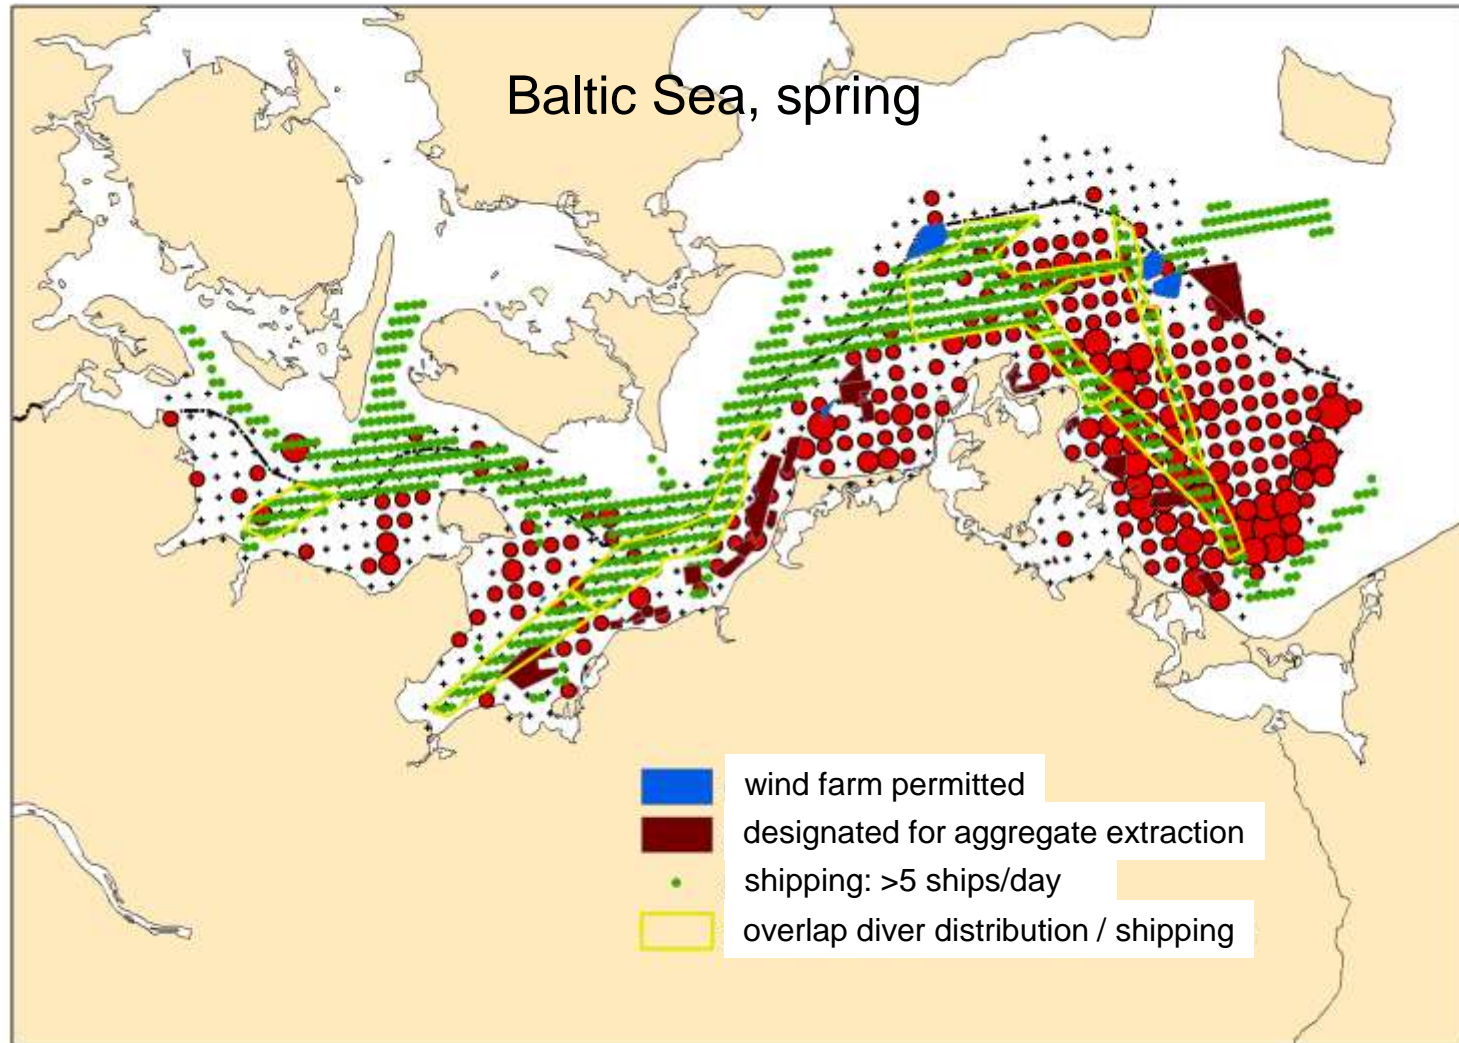 Baltic Sea, spring
wind farm permitted
designated for aggregate extraction
shipping: >5 ships/day
overlap diver distribution / shipping